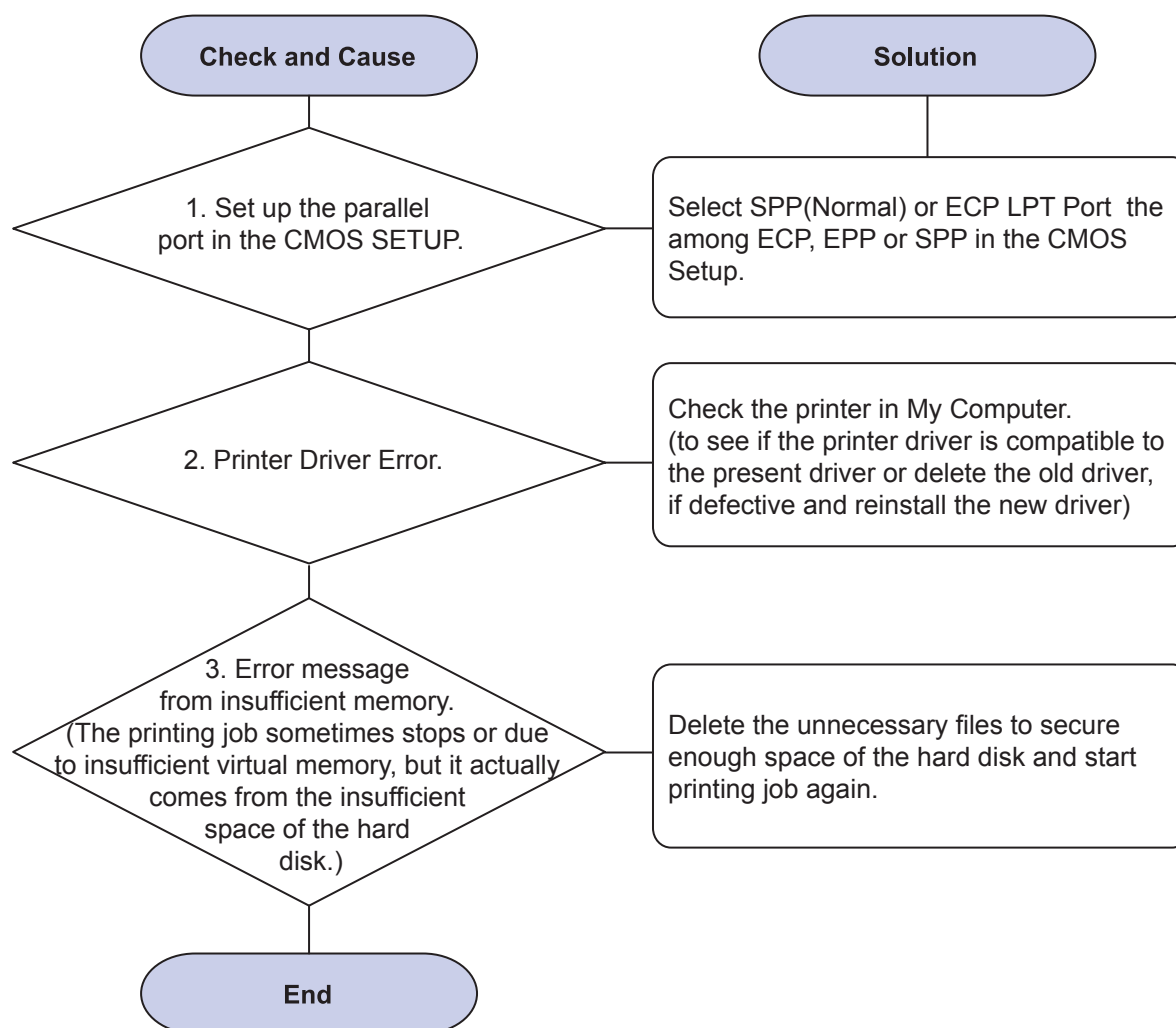 Check and Cause
Solution
1. Set up the parallel
port in the CMOS SETUP.
Select SPP(Normal) or ECP LPT Port  the
among ECP, EPP or SPP in the CMOS
Setup.
2. Printer Driver Error.
Check the printer in My Computer.
(to see if the printer driver is compatible to
the present driver or delete the old driver,
if defective and reinstall the new driver)
3. Error message
from insufficient memory.
(The printing job sometimes stops or due
to insufficient virtual memory, but it actually
comes from the insufficient
space of the hard
disk.)
Delete the unnecessary files to secure
enough space of the hard disk and start
printing job again.
End